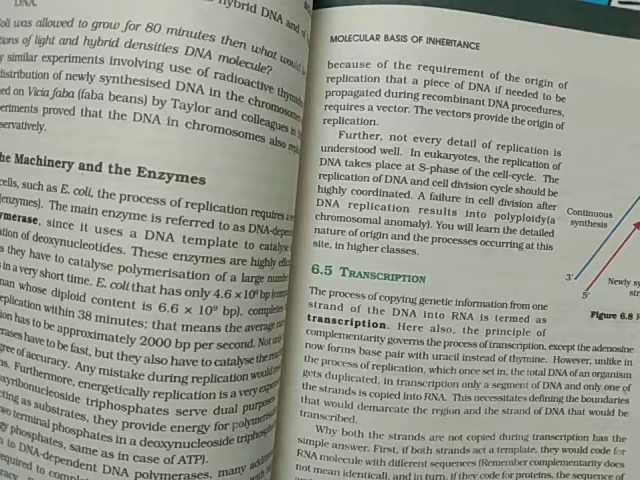 DNA.
hybrid DNA and
coli was allowed to grow for 80 minutes then what would
tions of light and hybrid densities DNA molecule?
similar experiments involving use of radioactive
distribution of newly synthesised DNA in the chromosomes
on Vicia faba (faba beans) by Taylor and colleagues in
proved that the DNA in chromosomes also
servatively.
The Machinery and the Enzymes
cells, such as E. coli, the process of replication requires a
(enzymes). The main enzyme is referred to as DNA-depen
ymerase, since it uses a DNA template to catalyse
ation of deoxynucleotides. These enzymes are highly
they have to catalyse polymerisation of a large number
in a very short time. E. coli that has only 4.6 ×10⁶ bp
whose diploid content is 6.6 × 10⁹ bp), completes
replication within 38 minutes; that means the average
has to be approximately 2000 bp per second. Not only
have to be fast, but they also have to catalyse the
gree of accuracy. Any mistake during replication would
Furthermore, energetically replication is a very
oxyribonucleoside triphosphates serve dual purposes
acting as substrates, they provide energy for
two terminal phosphates in a deoxynucleoside
phosphates, same as in case of ATP).
to DNA-dependent DNA polymerases, many
required to
MOLECULAR BASIS OF INHERITANCE
because of the requirement of the origin of
replication that a piece of DNA if needed to be
propagated during recombinant DNA procedures,
requires a vector. The vectors provide the origin of
replication.
Further, not every detail of replication is
understood well. In eukaryotes, the replication of
DNA takes place at S-phase of the cell-cycle. The
replication of DNA and cell division cycle should be
highly coordinated. A failure in cell division after
DNA replication results into polyploidy(a
chromosomal anomaly). You will learn the detailed
nature of origin and the processes occurring at this
site, in higher classes.
Continuous
synthesis
3'
5'
Newly sy
str
Figure 6.8
6.5 TRANSCRIPTION
The process of copying genetic information from one
strand of the DNA into RNA is termed as
transcription. Here also, the principle of
complementarity governs the process of transcription, except the adenosine
now forms base pair with uracil instead of thymine. However, unlike in
the process of replication, which once set in, the total DNA of an organism
gets duplicated, in transcription only a segment of DNA and only one of
the strands is copied into RNA. This necessitates defining the boundaries
that would demarcate the region and the strand of DNA that would be
transcribed.
Why both the strands are not copied during transcription has the
simple answer. First, if both strands act a template, they would code for
RNA molecule with different sequences (Remember complementarity does
not mean identical), and in turn, if they code for proteins, the sequence of